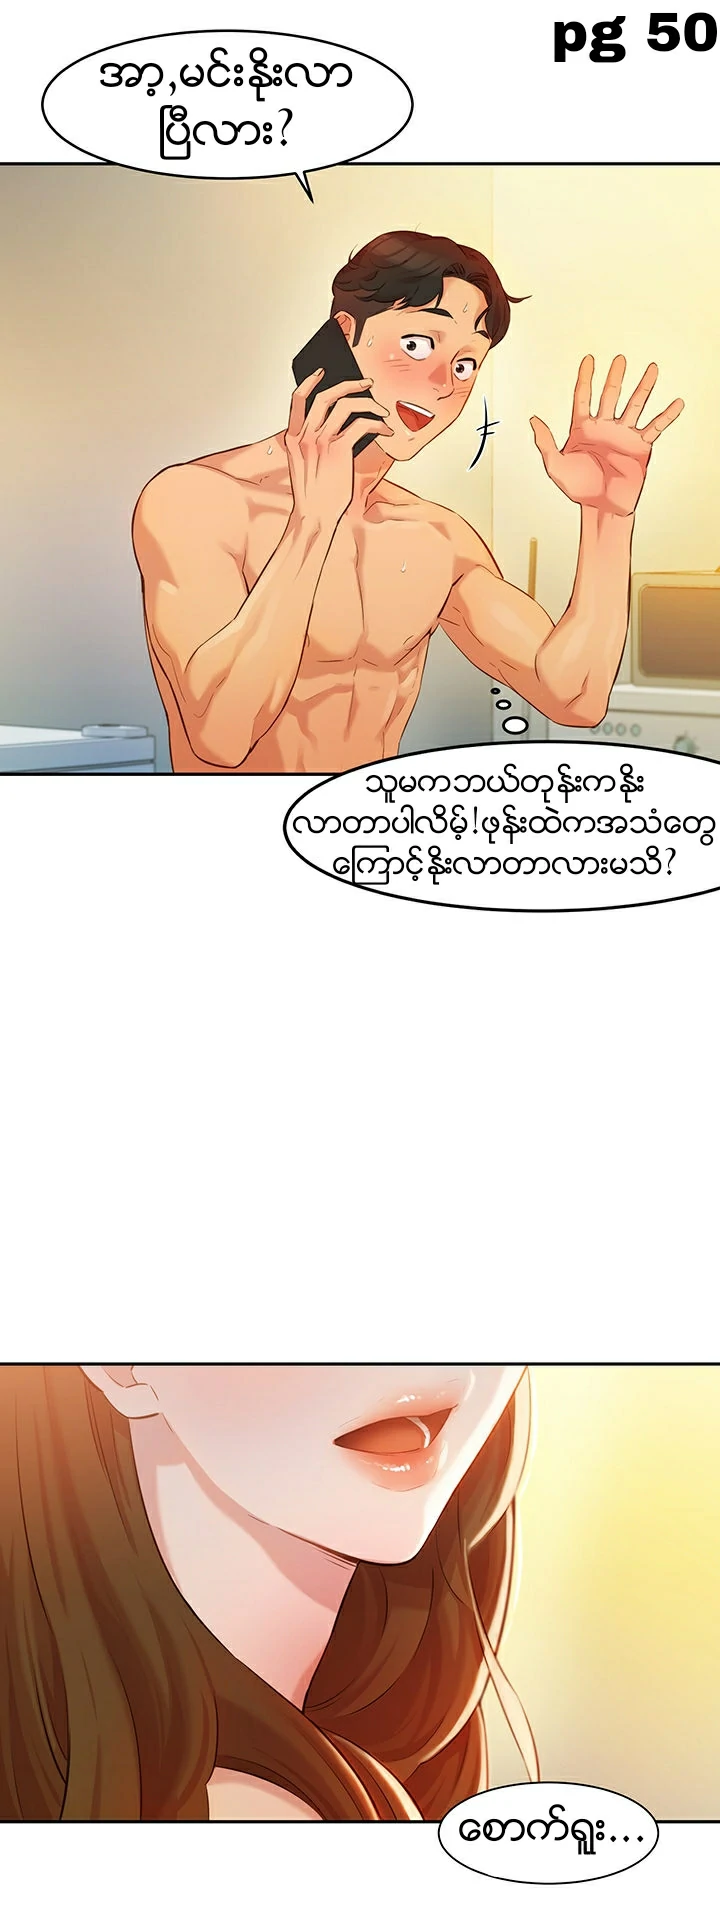 pg 50
အာ့,မင်းနိုးလာ
ပြီလား?
သူမကဘယ်တုန်းကနိုး
လာတာပါလိမ့်!ဖုန်းထဲကအသံတွေ
ကြောင့်နိုးလာတာလားမသိ?
စောက်ရူး...